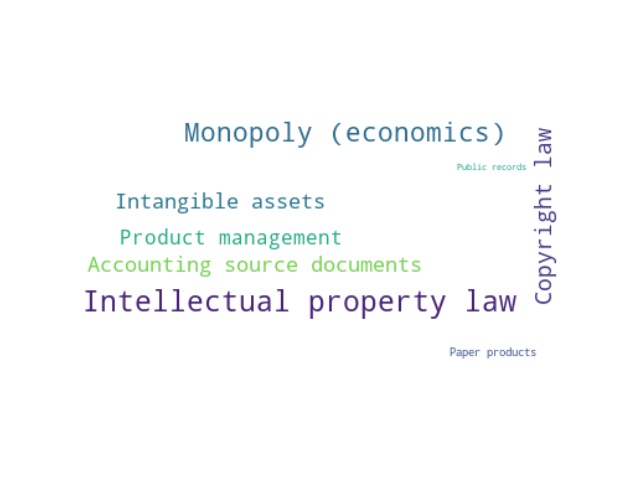 Monopoly (economics)
Public records
Copyright law
Intangible assets
Product management
Accounting source documents
Intellectual property law
Paper products